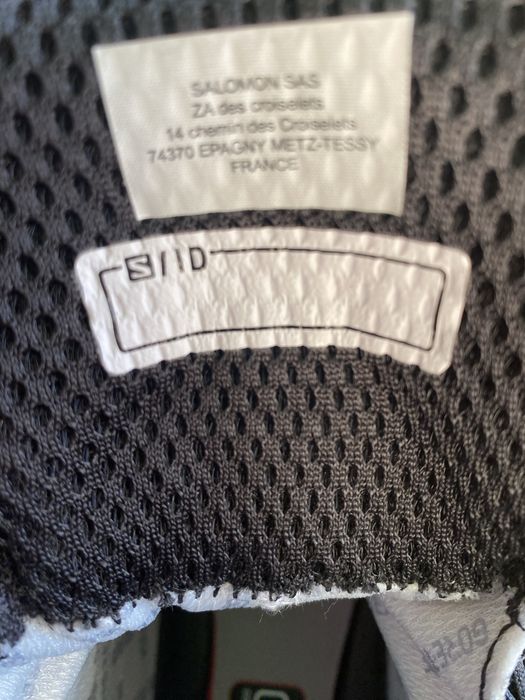 SALOMON SAS
ZA des croiselets
14 chemin des Croiselets
74370 EPAGNY METZ-TESSY
FRANCE
S/ID